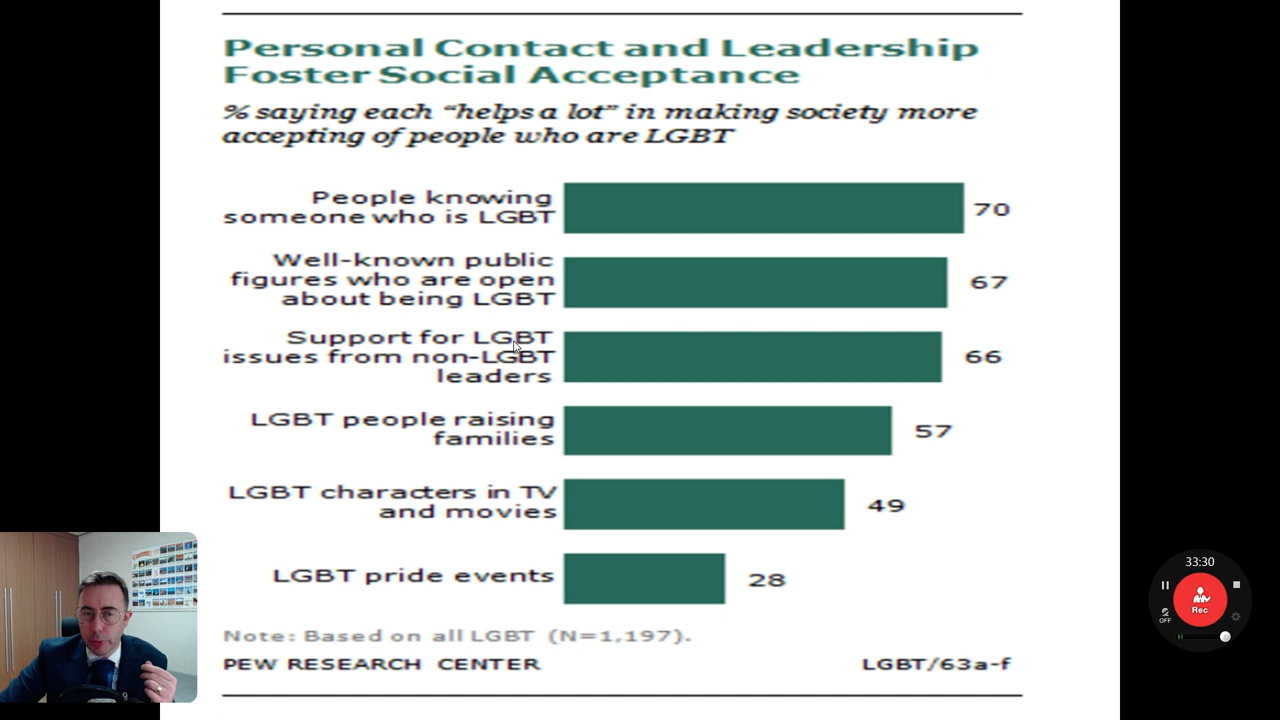 Personal Contact and Leadership
Foster Social Acceptance
% saying each “helps a lot” in making society more
accepting of people who are LGBT
People knowing
someone who is LGBT
70
Well-known public
figures who are open
about being LGBT
67
Support for LGBT
issues from non-LGBT
leaders
66
LGBT people raising
families
57
LGBT characters in TV
and movies
49
LGBT pride events
28
Note: Based on all LGBT (N=1,197).
PEW RESEARCH CENTER
LGBT/63a-f
33:30
Rec
OFF